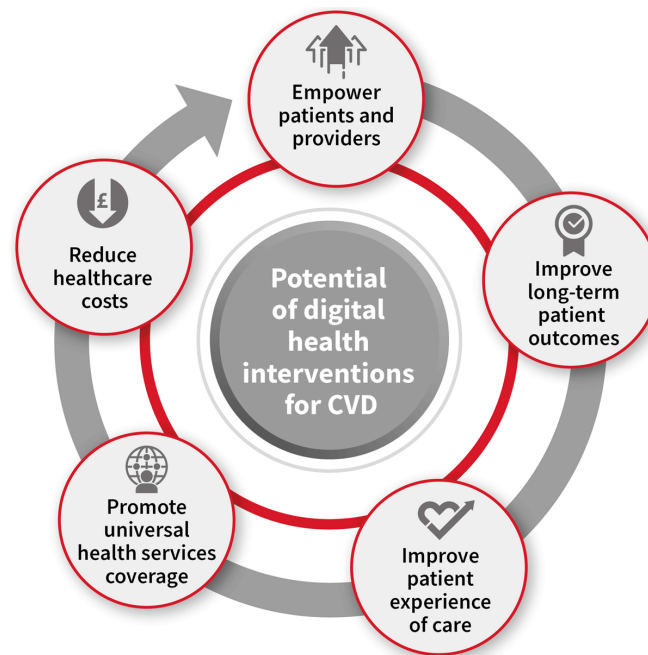 Empower
patients and
providers
Improve
long-term
patient
outcomes
Improve
patient
experience
of care
Promote
universal
health services
coverage
£
Reduce
healthcare
costs
Potential
of digital
health
interventions
for CVD